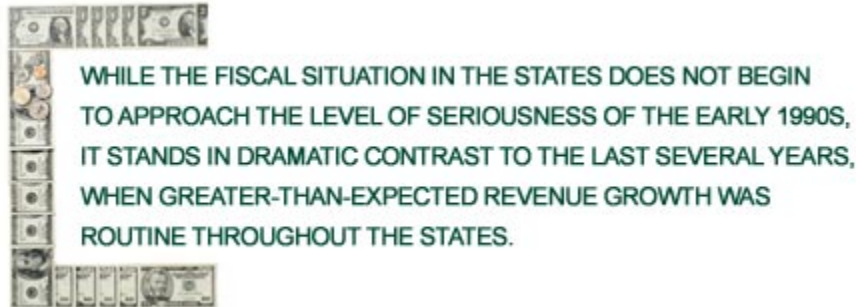 WHILE THE FISCAL SITUATION IN THE STATES DOES NOT BEGIN
TO APPROACH THE LEVEL OF SERIOUSNESS OF THE EARLY 1990S,
IT STANDS IN DRAMATIC CONTRAST TO THE LAST SEVERAL YEARS,
WHEN GREATER-THAN-EXPECTED REVENUE GROWTH WAS
ROUTINE THROUGHOUT THE STATES.